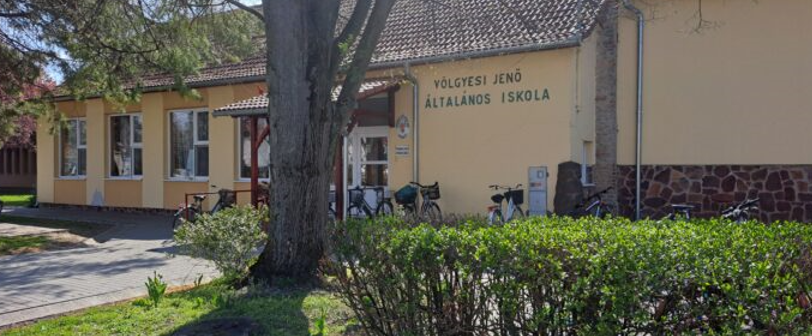 VÖLGYESI JENŐ
ÁLTALÁNOS ISKOLA